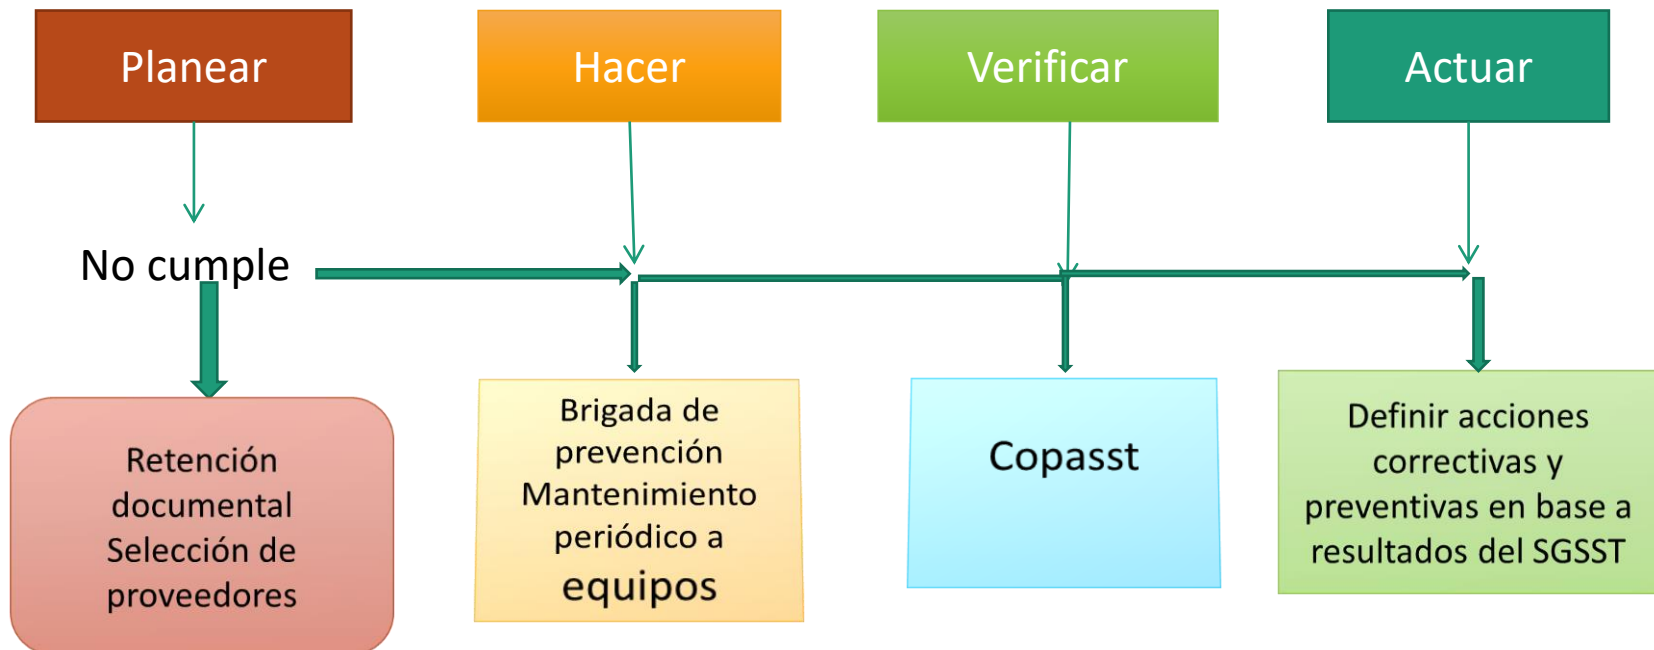 Planear
Hacer
Verificar
Actuar
No cumple
Retención
documental
Selección de
proveedores
Brigada de
prevención
Mantenimiento
periódico a
equipos
Copasst
Definir acciones
correctivas y
preventivas en base a
resultados del SGSST